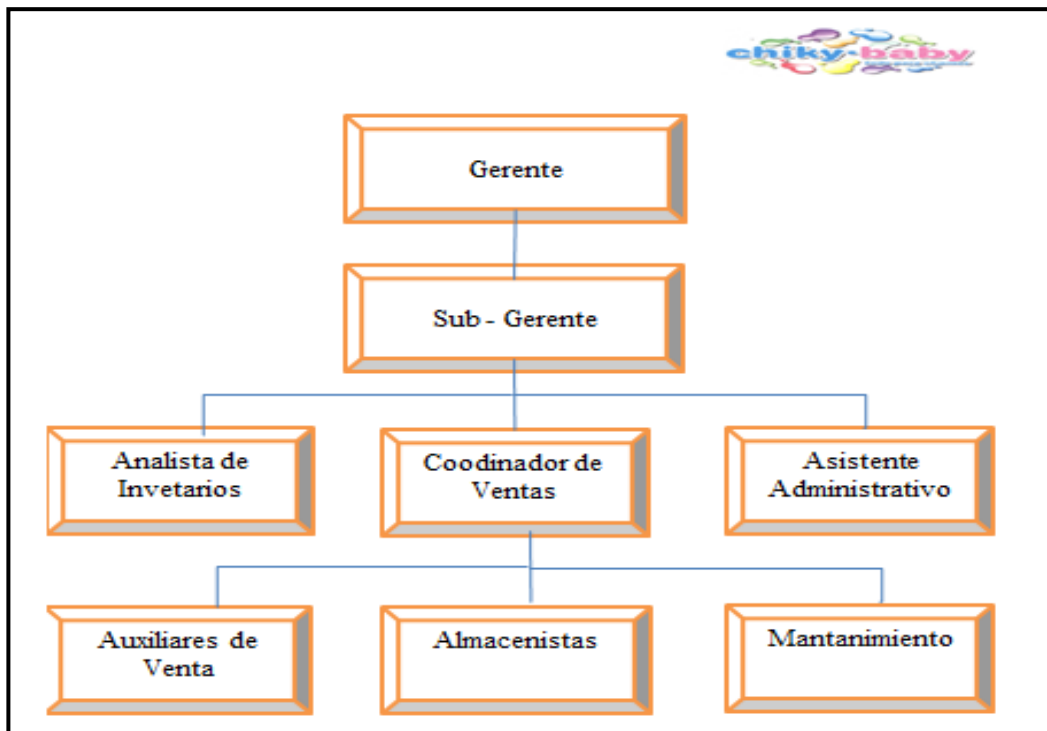 chiky-baby
Gerente
Sub - Gerente
Analista de
Invetarios
Coodinador de
Ventas
Asistente
Administrativo
Auxiliares de
Venta
Almacenistas
Mantanimiento